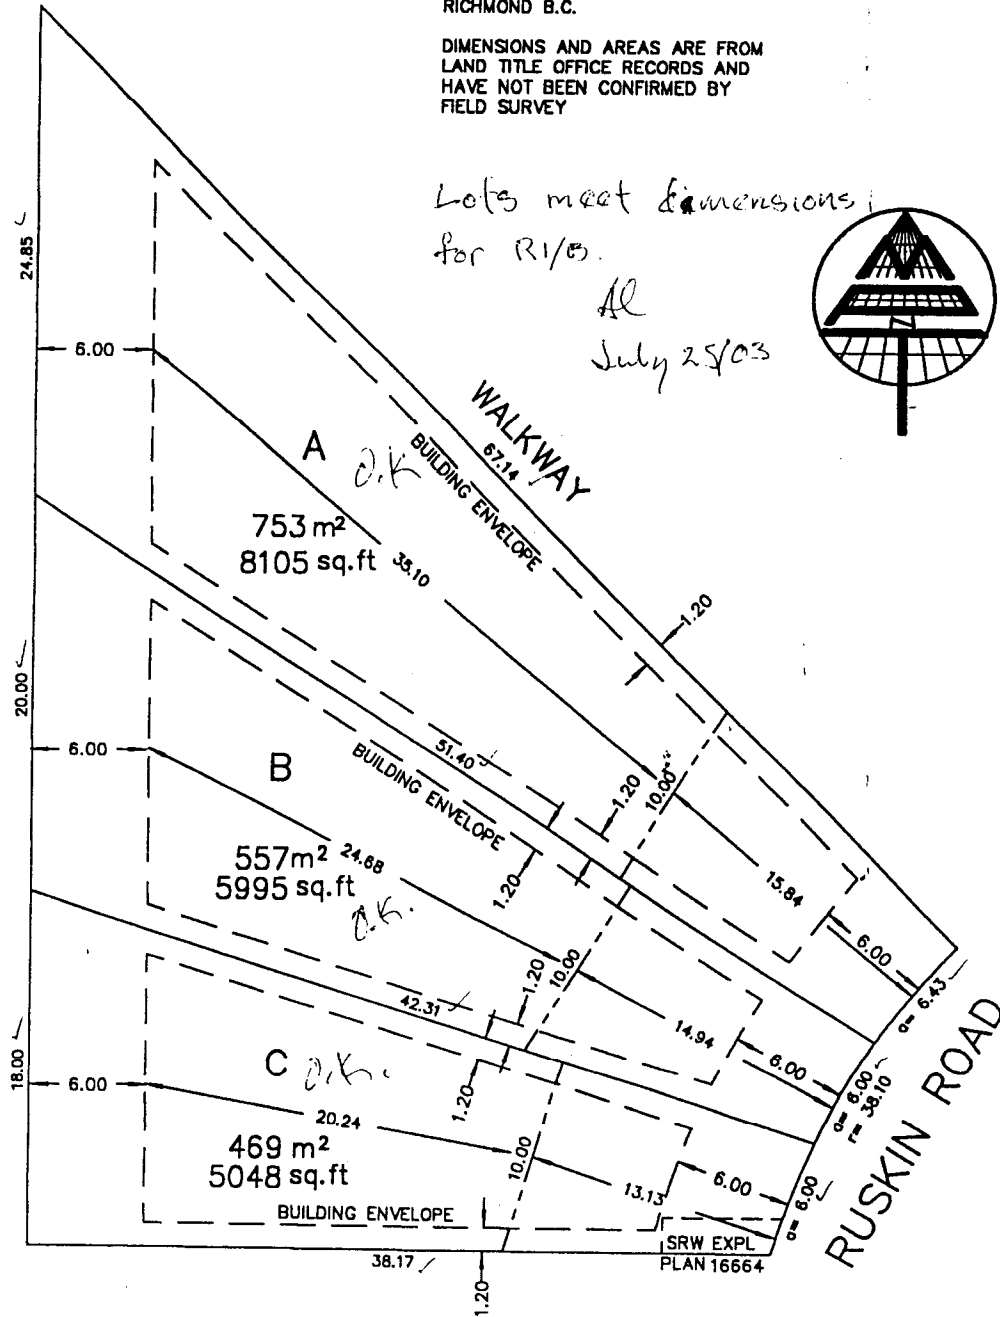 RICHMOND B.C.
DIMENSIONS AND AREAS ARE FROM
LAND TITLE OFFICE RECORDS AND
HAVE NOT BEEN CONFIRMED BY
FIELD SURVEY
Lots meet dimensions
for R1/B.
Al
July 25/03
24.85
6.00
WALKWAY
67.14
A
O.K
BUILDING ENVELOPE
753 m²
8105 sq.ft
35.10
1.20
20.00
6.00
51.40
B
BUILDING ENVELOPE
1.20
10.00
557m²
5995 sq.ft
24.68
O.K.
1.20
15.84
6.00
a= 6.43
1.20
10.00
42.31
14.94
6.00
a= 6.00
r= 38.10
18.00
6.00
C
O.K.
1.20
20.24
469 m²
5048 sq.ft
10.00
13.13
6.00
a= 6.00
RUSKIN ROAD
BUILDING ENVELOPE
SRW EXPL
PLAN 16664
38.17
1.20